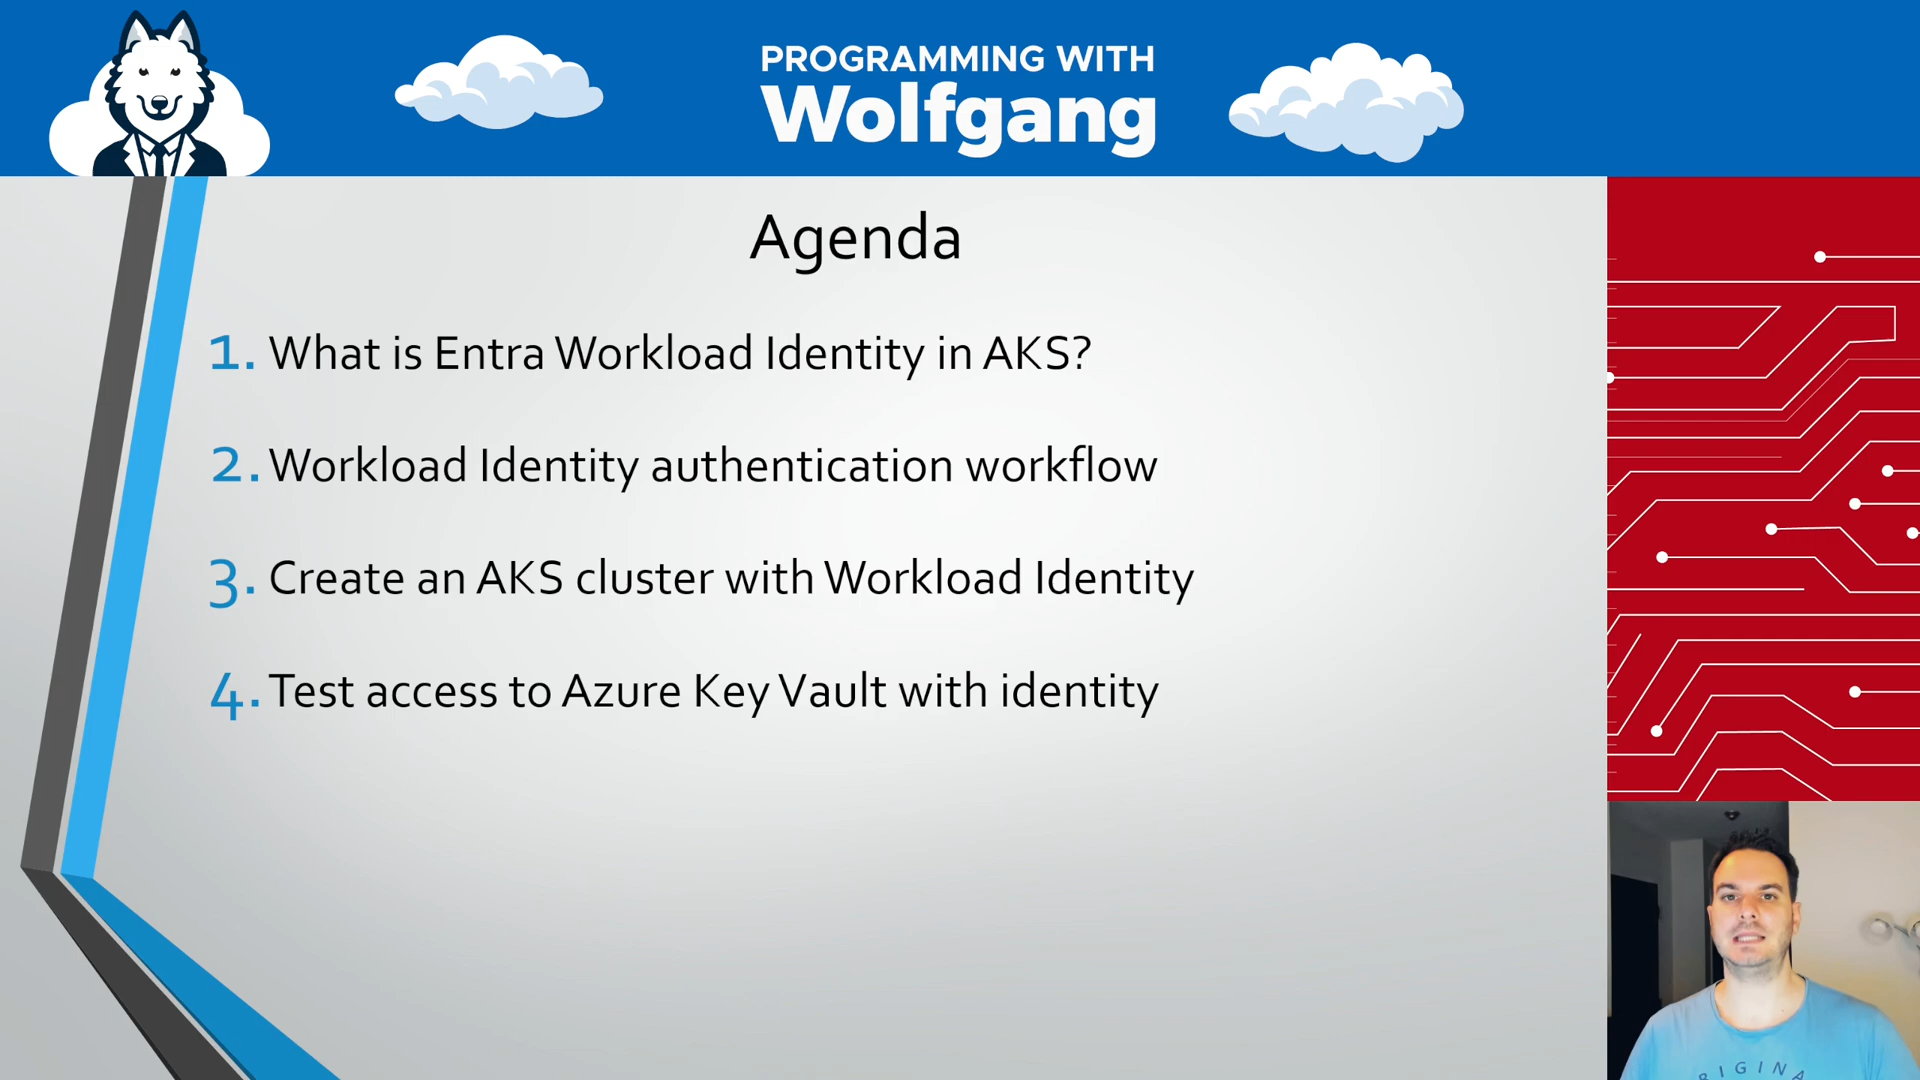 PROGRAMMING WITH
Wolfgang
Agenda
1. What is Entra Workload Identity in AKS?
2. Workload Identity authentication workflow
3. Create an AKS cluster with Workload Identity
4. Test access to Azure Key Vault with identity
RIGINA